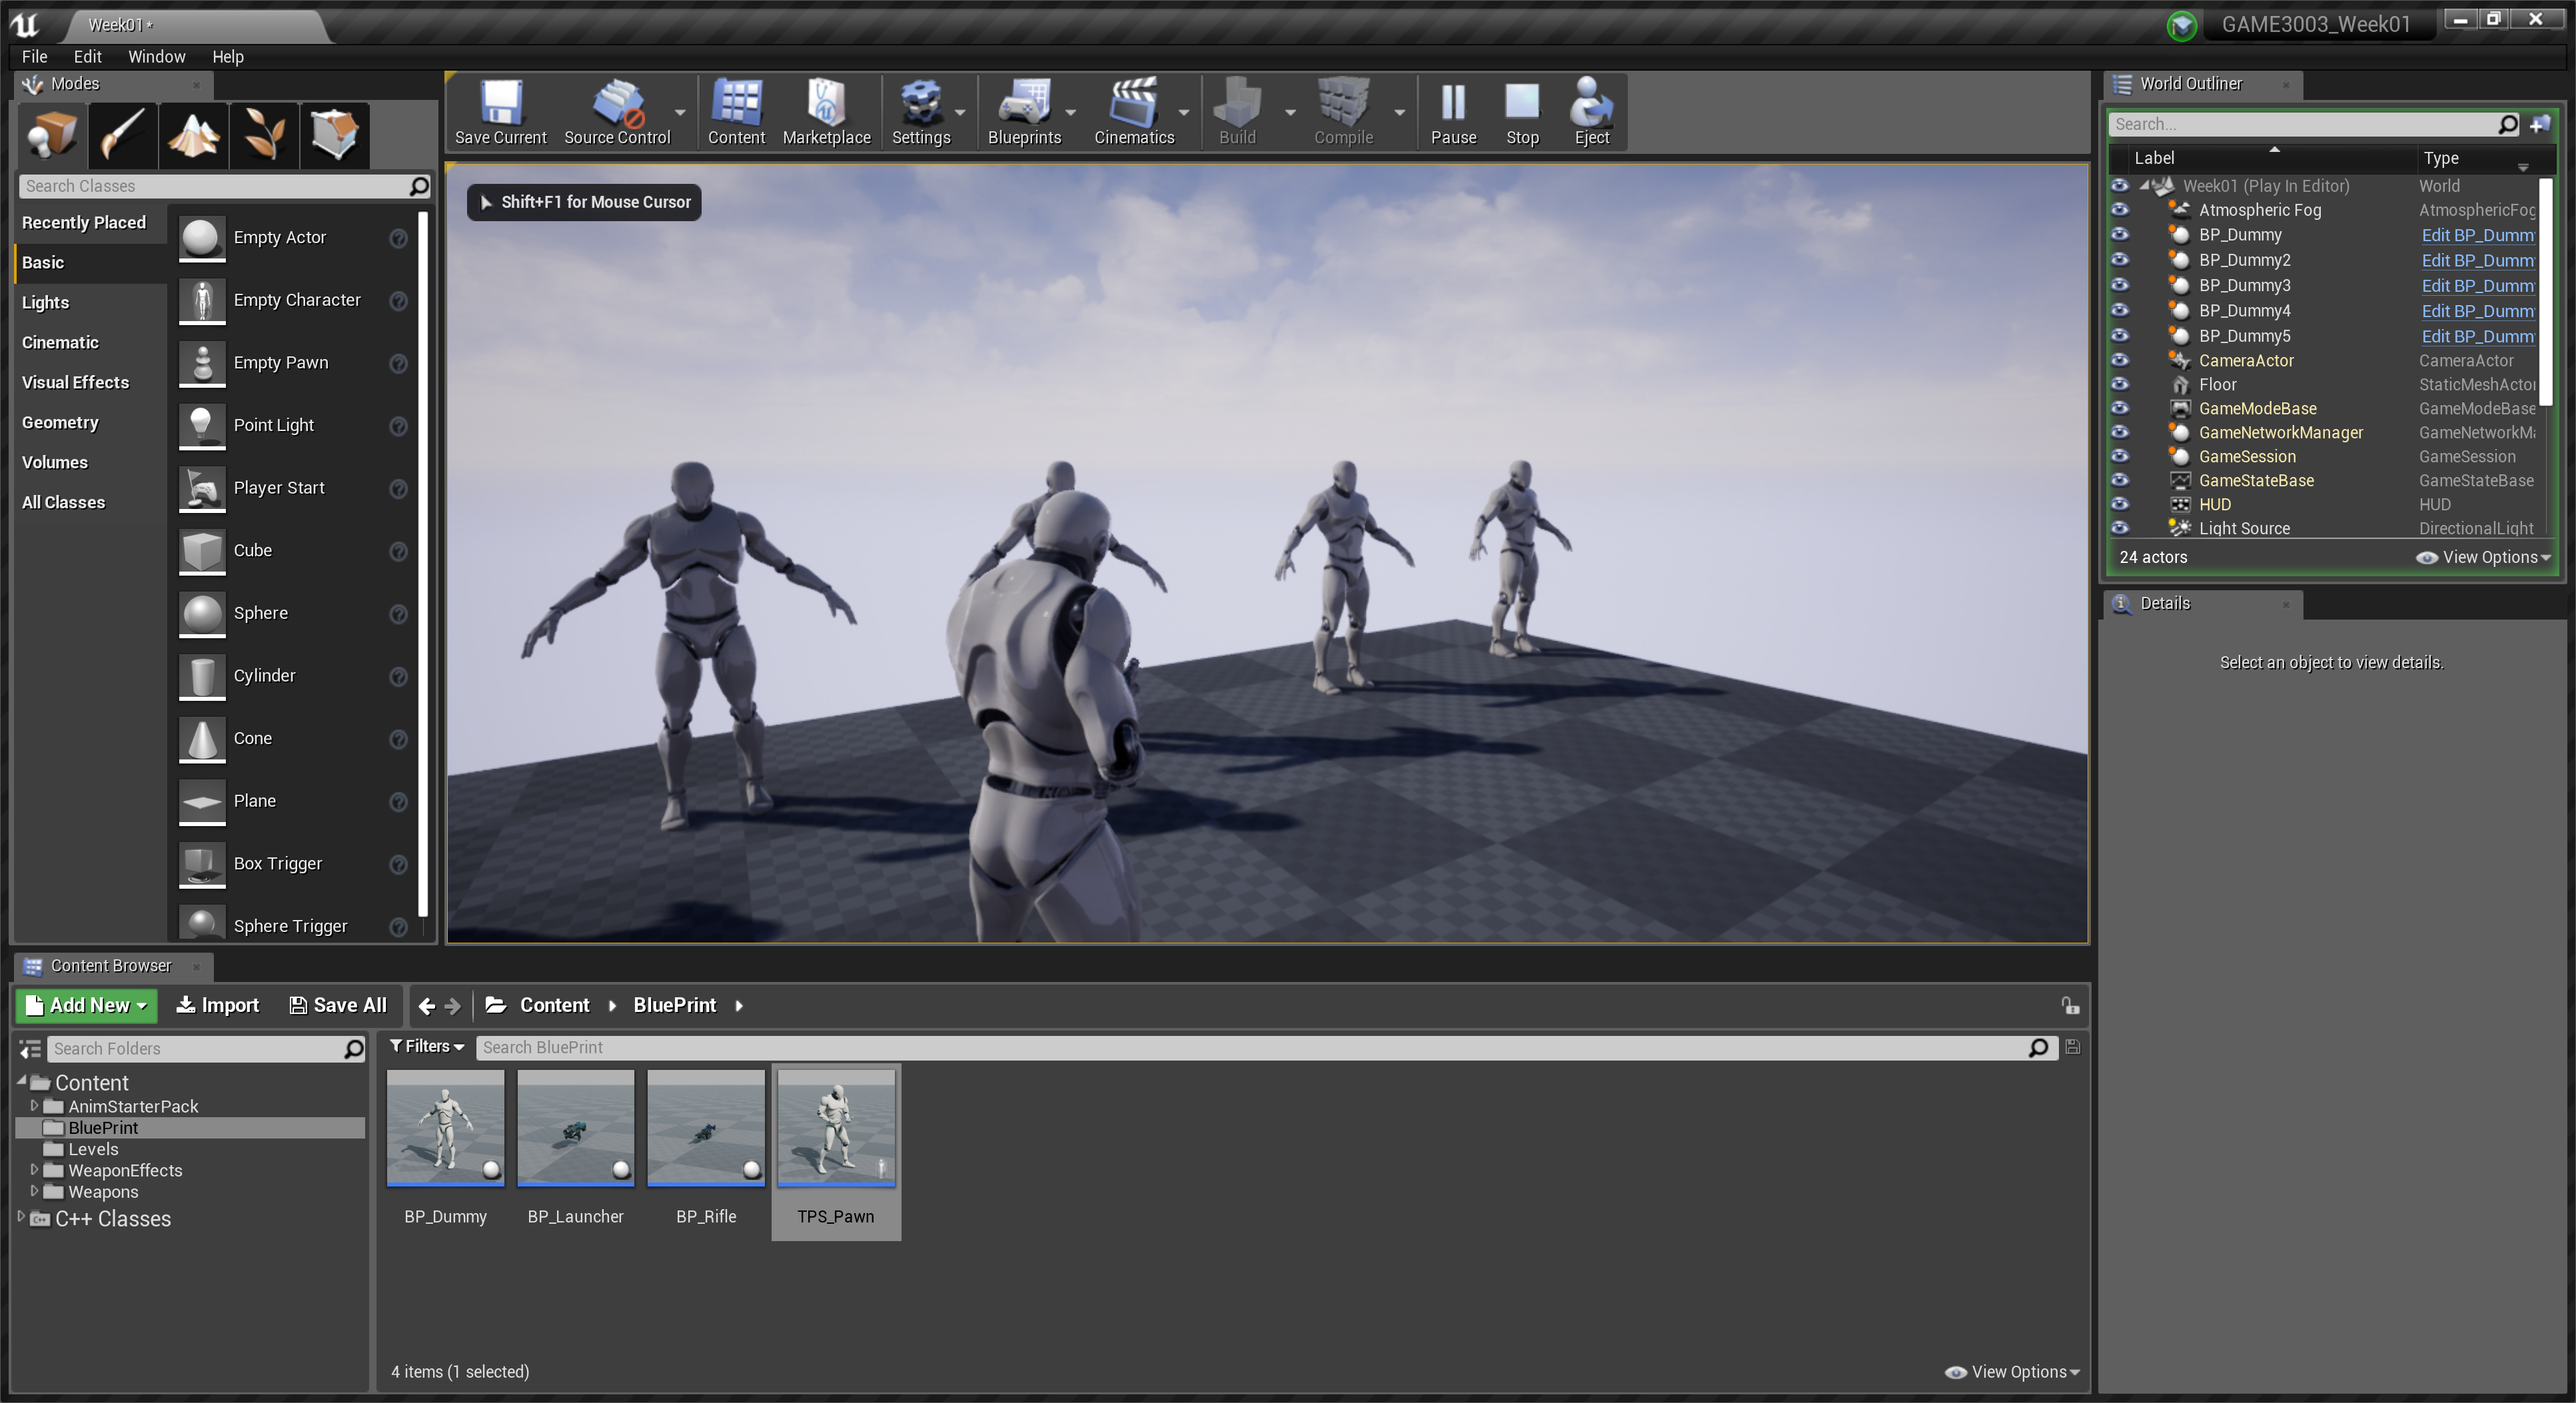 Week01*
GAME3003_Week01
File Edit Window Help
Modes
Search Classes
Recently Placed
Basic
Lights
Cinematic
Visual Effects
Geometry
Volumes
All Classes
Empty Actor
Empty Character
Empty Pawn
Point Light
Player Start
Cube
Sphere
Cylinder
Cone
Plane
Box Trigger
Sphere Trigger
Save Current Source Control Content Marketplace Settings Blueprints Cinematics Build Compile Pause Stop Eject
Shift+F1 for Mouse Cursor
World Outliner
Search...
Label Type
Week01 (Play In Editor) World
Atmospheric Fog AtmosphericFog
BP_Dummy Edit BP_Dumm
BP_Dummy2 Edit BP_Dumm
BP_Dummy3 Edit BP_Dumm
BP_Dummy4 Edit BP_Dumm
BP_Dummy5 Edit BP_Dumm
CameraActor CameraActor
Floor StaticMeshActor
GameModeBase GameModeBase
GameNetworkManager GameNetworkMa
GameSession GameSession
GameStateBase GameStateBase
HUD HUD
Light Source DirectionalLight
24 actors View Options
Details
Select an object to view details.
Content Browser
Add New Import Save All Content BluePrint
Search Folders
Content
AnimStarterPack
BluePrint
Levels
WeaponEffects
Weapons
C++ Classes
Filters Search BluePrint
BP_Dummy BP_Launcher BP_Rifle TPS_Pawn
4 items (1 selected) View Options